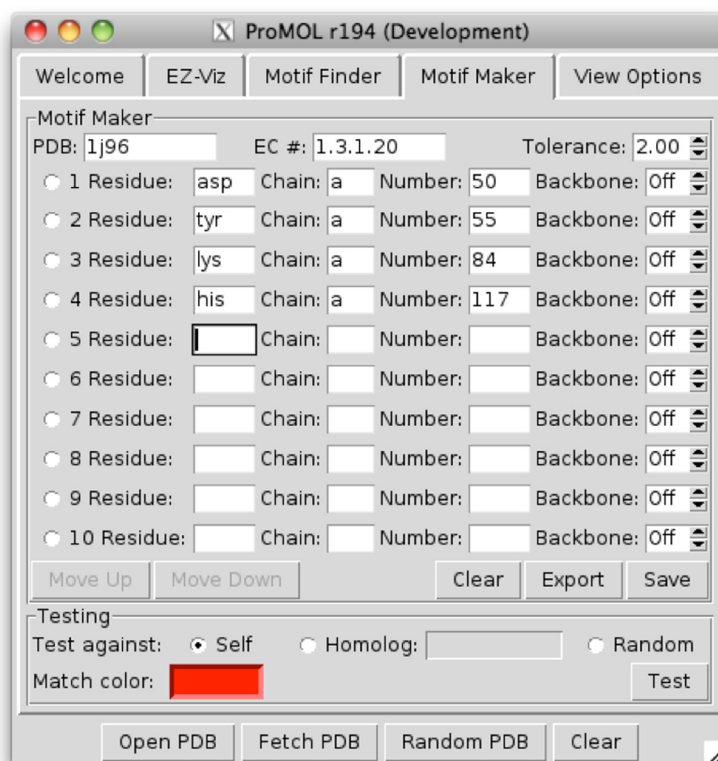 ProMOL r194 (Development)
Welcome EZ-Viz Motif Finder Motif Maker View Options
Motif Maker
PDB: 1j96 EC #: 1.3.1.20 Tolerance: 2.00
1 Residue: asp Chain: a Number: 50 Backbone: Off
2 Residue: tyr Chain: a Number: 55 Backbone: Off
3 Residue: lys Chain: a Number: 84 Backbone: Off
4 Residue: his Chain: a Number: 117 Backbone: Off
5 Residue: Chain: Number: Backbone: Off
6 Residue: Chain: Number: Backbone: Off
7 Residue: Chain: Number: Backbone: Off
8 Residue: Chain: Number: Backbone: Off
9 Residue: Chain: Number: Backbone: Off
10 Residue: Chain: Number: Backbone: Off
Move Up Move Down Clear Export Save
Testing
Test against: Self Homolog: Random
Match color: Test
Open PDB Fetch PDB Random PDB Clear